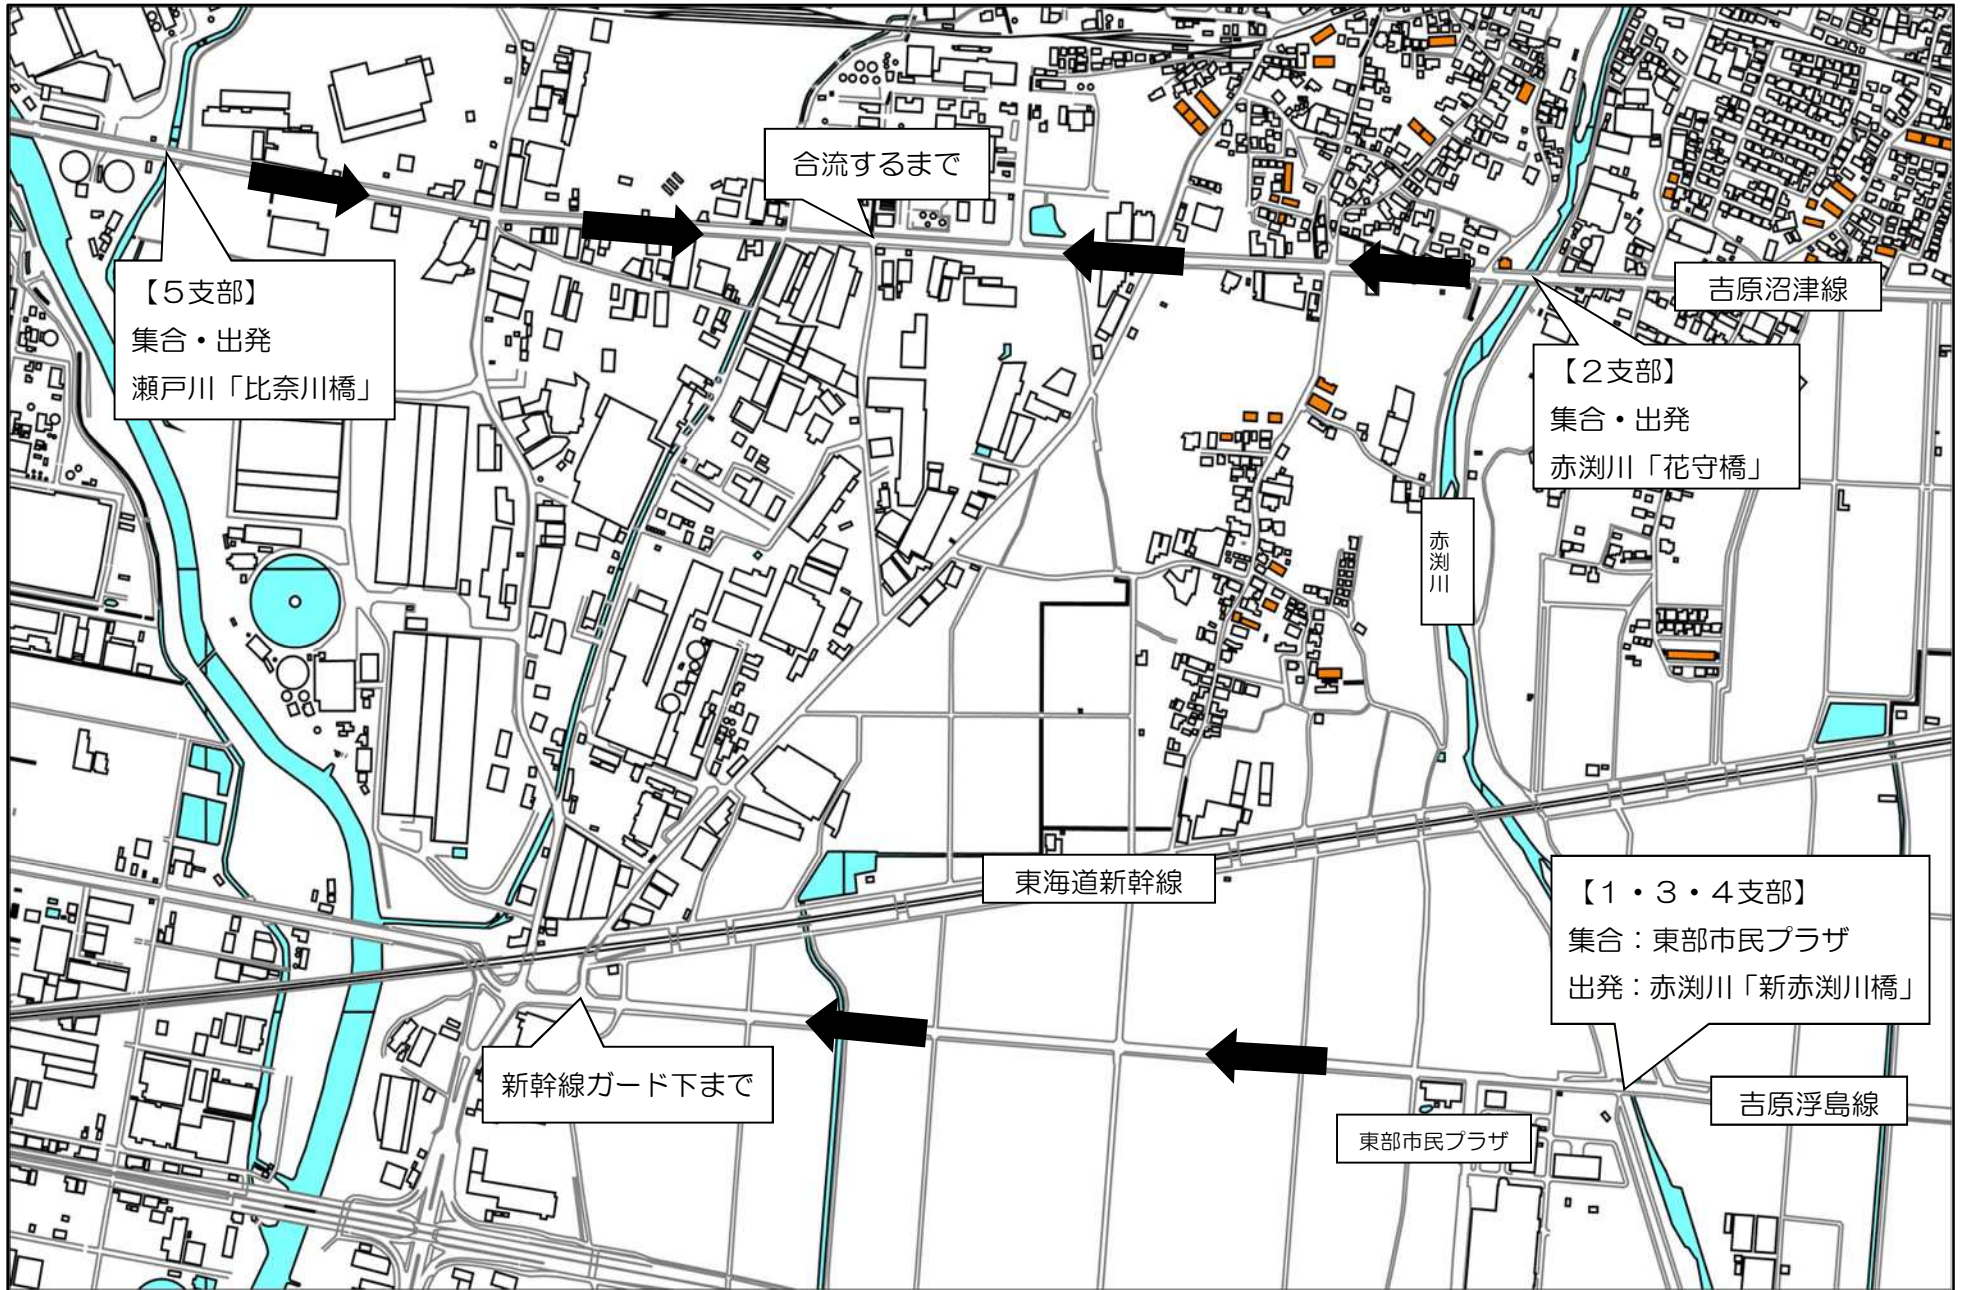 合流するまで
【5支部】
集合・出発
瀬戸川「比奈川橋」
吉原沼津線
【2支部】
集合・出発
赤渕川「花守橋」
赤渕川
東海道新幹線
【1・3・4支部】
集合：東部市民プラザ
出発：赤渕川「新赤渕川橋」
新幹線ガード下まで
吉原浮島線
東部市民プラザ